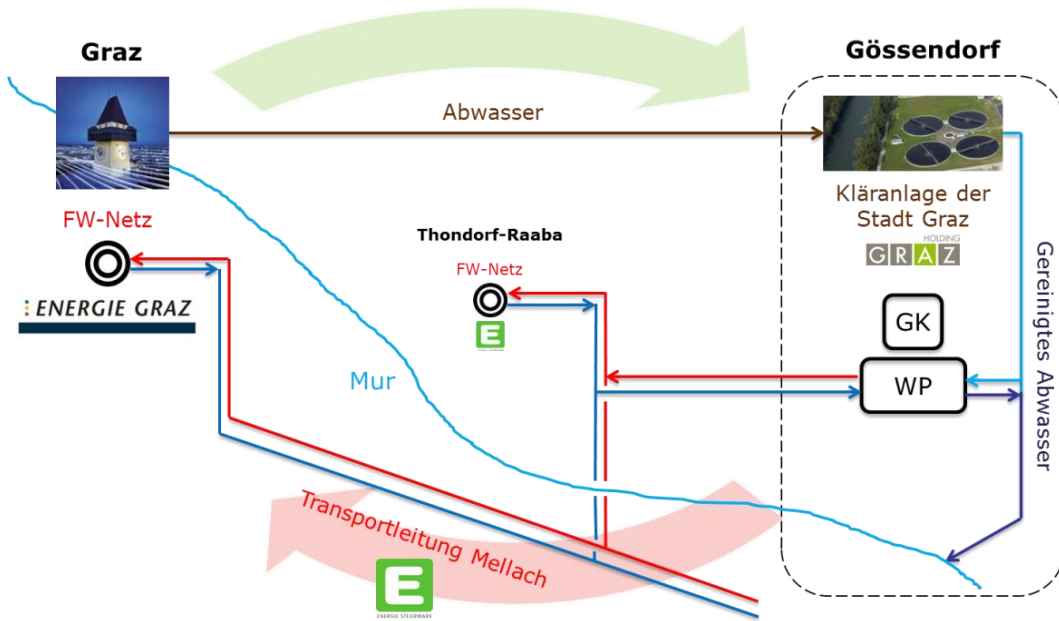 Graz
Gössendorf
Abwasser
Kläranlage der
Stadt Graz
HOLDING
GRAZ
FW-Netz
ENERGIE GRAZ
Thondorf-Raaba
FW-Netz
E
Mur
GK
WP
Gereinigtes Abwasser
Transportleitung Mellach
E
ENERGIE STEIERMARK